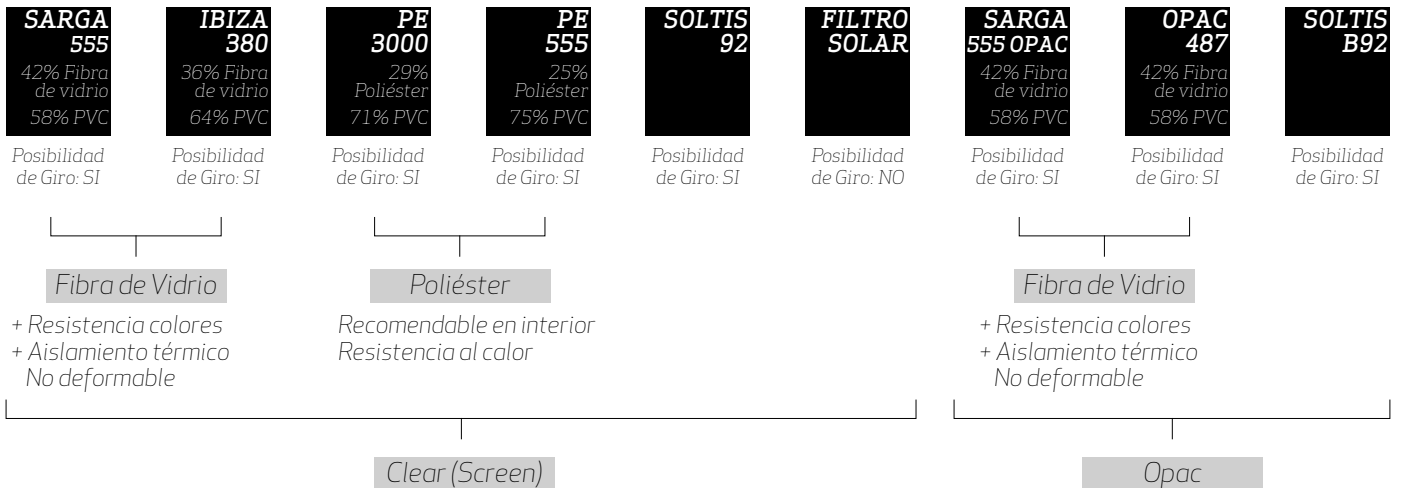 SARGA
555
42% Fibra
de vidrio
58% PVC
Posibilidad
de Giro: SI
IBIZA
380
36% Fibra
de vidrio
64% PVC
Posibilidad
de Giro: SI
PE
3000
29%
Poliéster
71% PVC
Posibilidad
de Giro: SI
PE
555
25%
Poliéster
75% PVC
Posibilidad
de Giro: SI
SOLTIS
92
Posibilidad
de Giro: SI
FILTRO
SOLAR
Posibilidad
de Giro: NO
SARGA
555 OPAC
42% Fibra
de vidrio
58% PVC
Posibilidad
de Giro: SI
OPAC
487
42% Fibra
de vidrio
58% PVC
Posibilidad
de Giro: SI
SOLTIS
B92
Posibilidad
de Giro: SI
Fibra de Vidrio
+ Resistencia colores
+ Aislamiento térmico
No deformable
Poliéster
Recomendable en interior
Resistencia al calor
Fibra de Vidrio
+ Resistencia colores
+ Aislamiento térmico
No deformable
Clear (Screen)
Opac